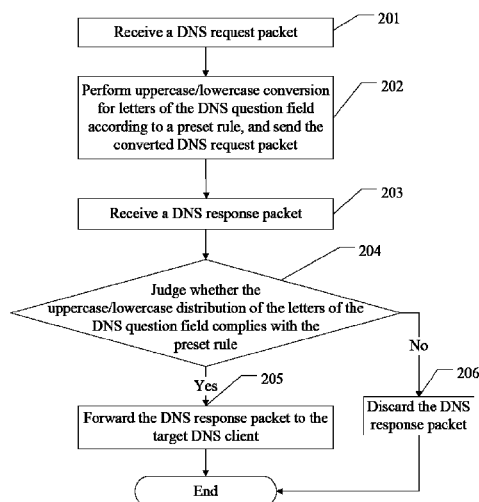 201
Receive a DNS request packet
202
Perform uppercase/lowercase conversion
for letters of the DNS question field
according to a preset rule, and send the
converted DNS request packet
203
Receive a DNS response packet
204
Judge whether the
uppercase/lowercase distribution of the letters of the
DNS question field complies with the
preset rule
No
Yes
205
206
Forward the DNS response packet to the
target DNS client
Discard the DNS
response packet
End